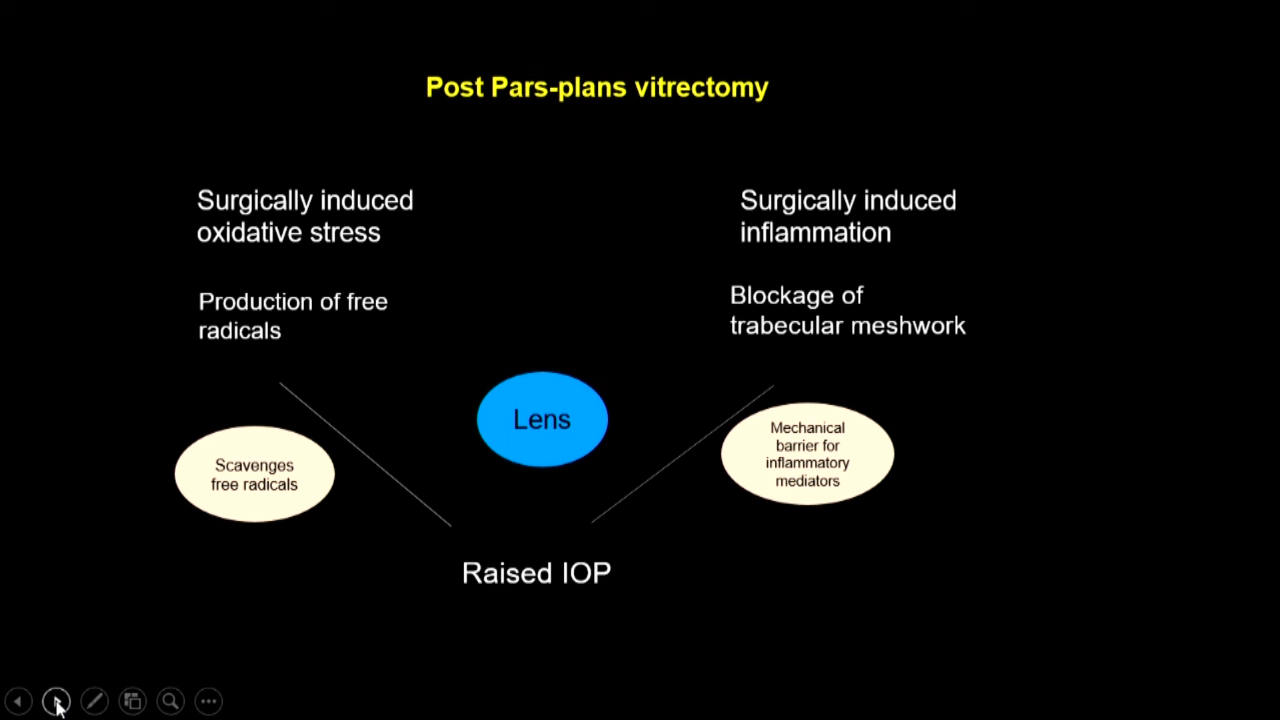 Post Pars-plans vitrectomy
Surgically induced
oxidative stress
Production of free
radicals
Surgically induced
inflammation
Blockage of
trabecular meshwork
Lens
Scavenges
free radicals
Mechanical
barrier for
inflammatory
mediators
Raised IOP